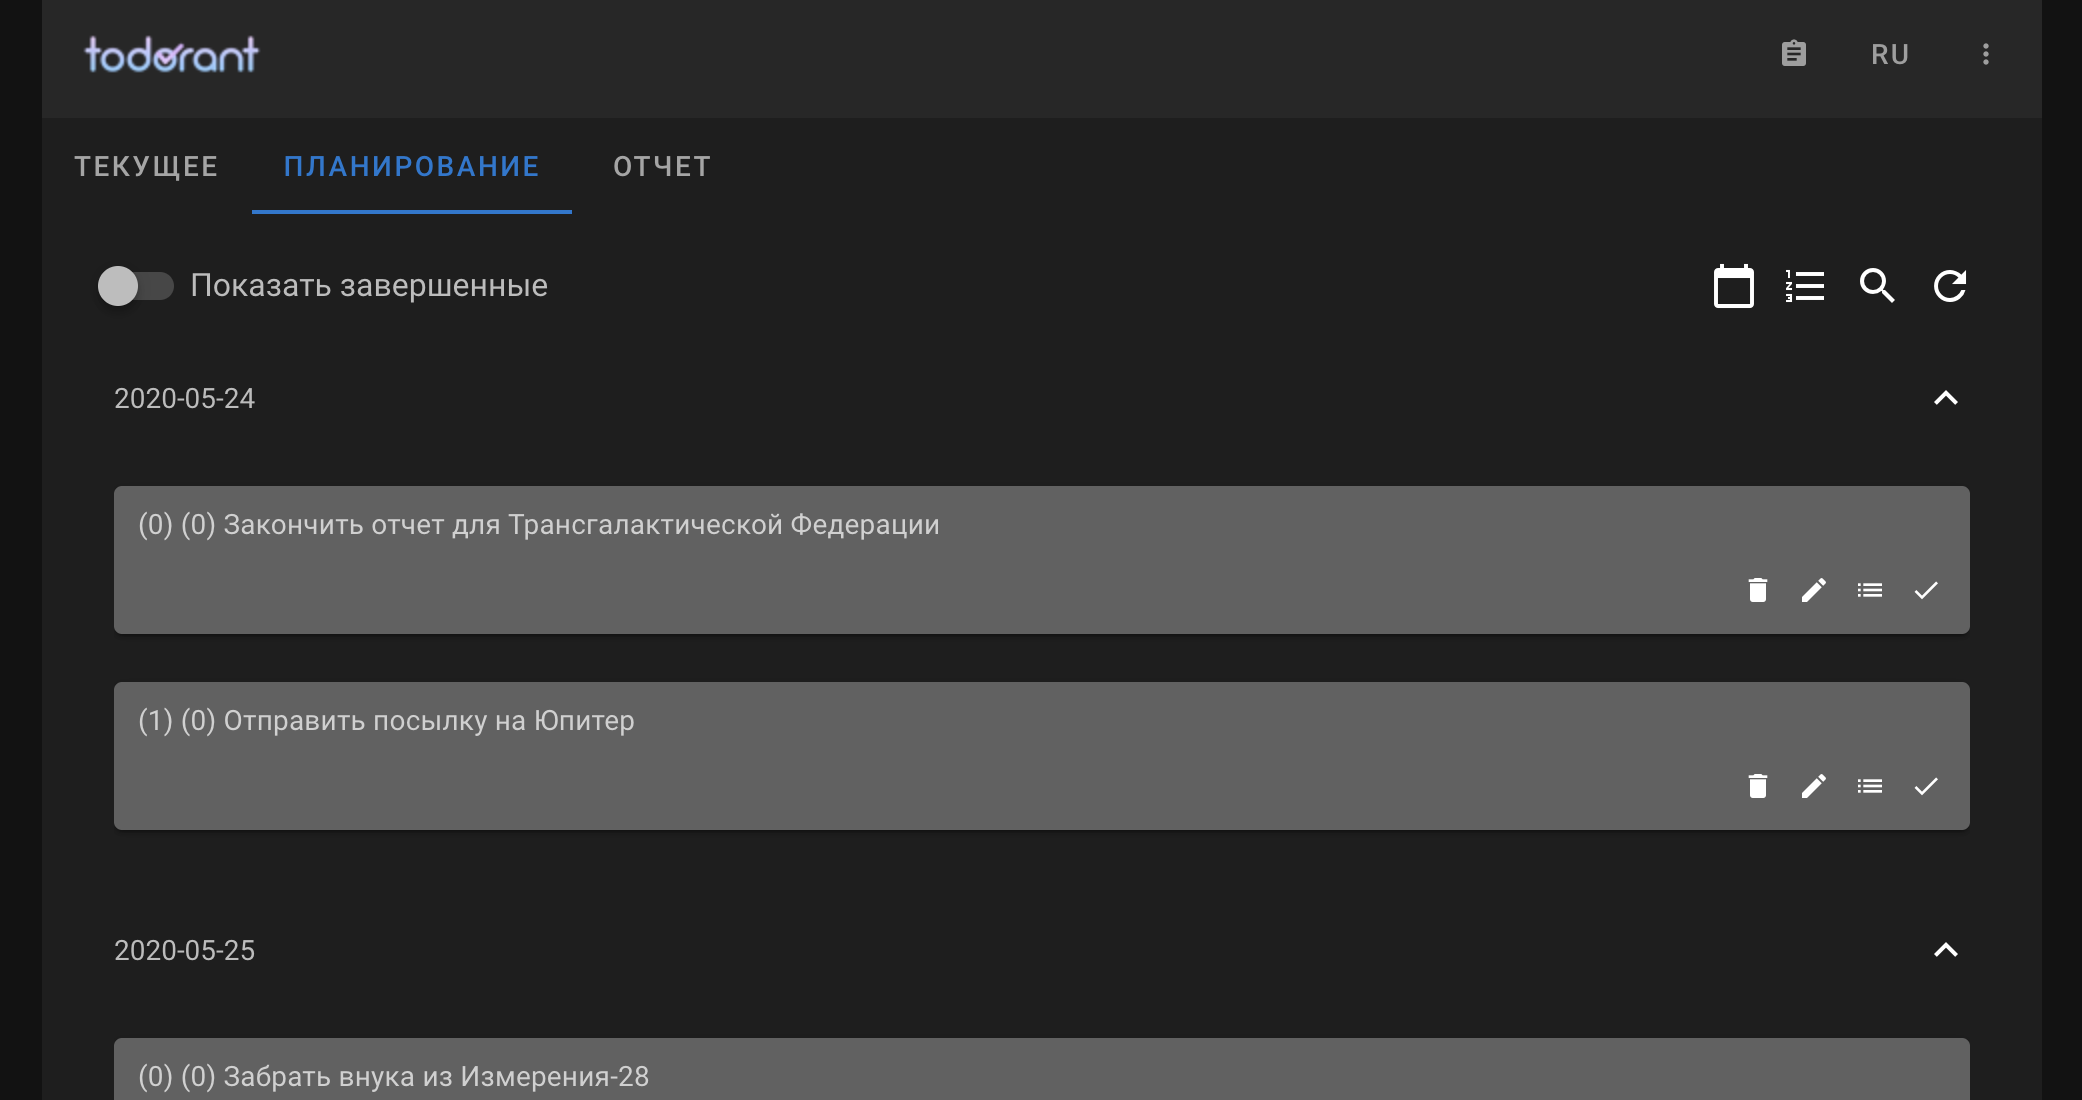 todorant
RU
ТЕКУЩЕЕ
ПЛАНИРОВАНИЕ
ОТЧЕТ
Показать завершенные
2020-05-24
(0) (0) Закончить отчет для Трансгалактической Федерации
(1) (0) Отправить посылку на Юпитер
2020-05-25
(0) (0) Забрать внука из Измерения-28